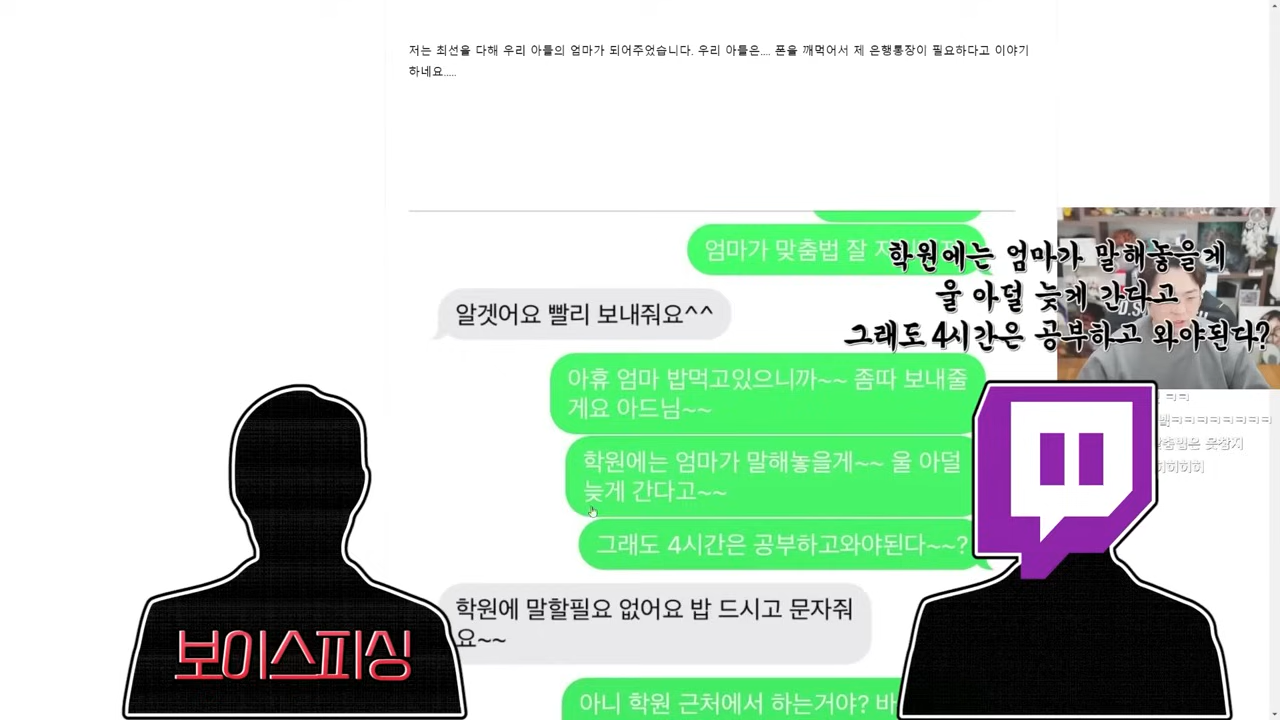 저는 최선을 다해 우리 아들의 엄마가 되어주었습니다. 우리 아들은.... 폰을 깨먹어서 제 은행통장이 필요하다고 이야기
하네요.....
엄마가 맞춤법 잘
학원에는 엄마가 말해놓을게
울 아덜 늦게 간다고
그래도 4시간은 공부하고 와야된다?
알겟어요 빨리 보내줘요^^
아휴 엄마 밥먹고있으니까~~ 좀따 보내줄
게요 아드님~~
학원에는 엄마가 말해놓을게~~ 울 아덜
늦게 간다고~~
그래도 4시간은 공부하고와야된다~~?
학원에 말할필요 없어요 밥 드시고 문자줘
요~~
아니 학원 근처에서 하는거야?
보이스피싱
ㅋㅋ
ㅋㅋㅋㅋㅋㅋㅋㅋ
히히히히